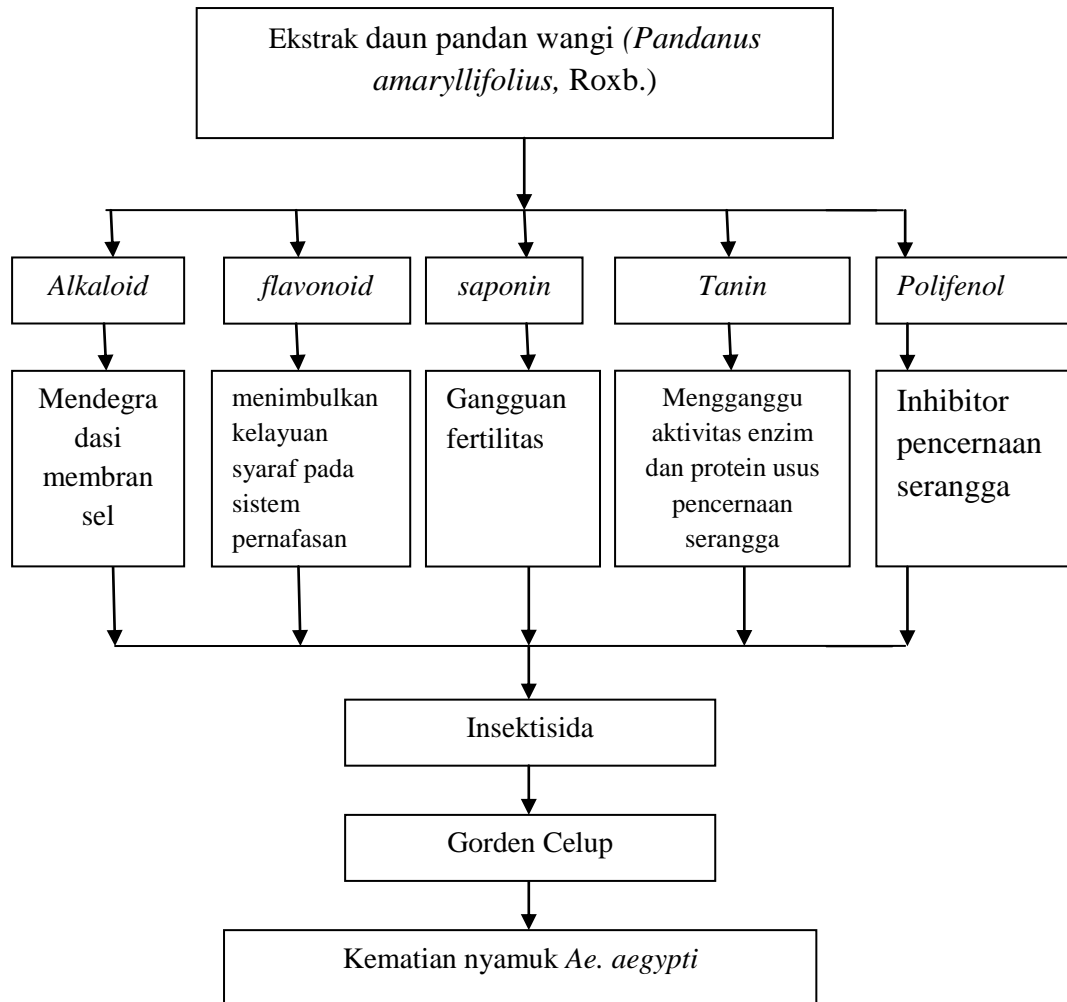 Ekstrak daun pandan wangi (Pandanus
amaryllifolius, Roxb.)
Alkaloid
flavonoid
saponin
Tanin
Polifenol
Mendegra
dasi
membran
sel
menimbulkan
kelayuan
syaraf pada
sistem
pernafasan
Gangguan
fertilitas
Mengganggu
aktivitas enzim
dan protein usus
pencernaan
serangga
Inhibitor
pencernaan
serangga
Insektisida
Gorden Celup
Kematian nyamuk Ae. aegypti